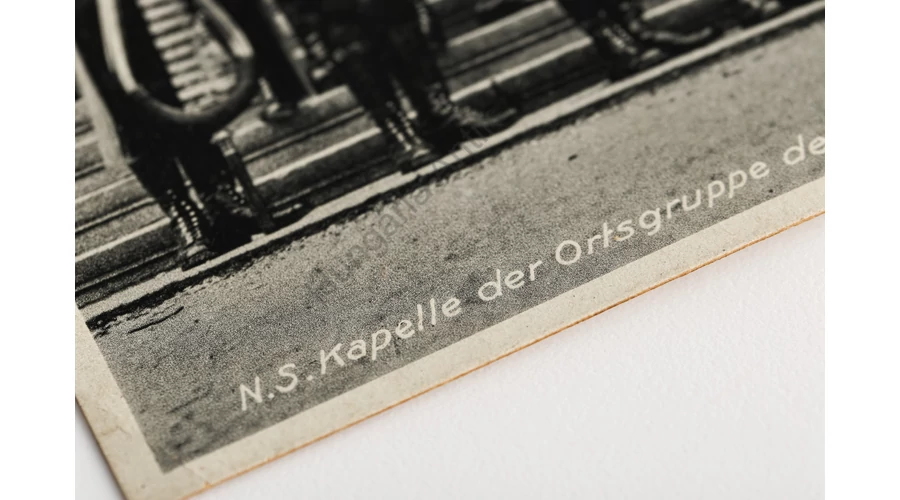 N.S. Kapelle der Ortsgruppe de